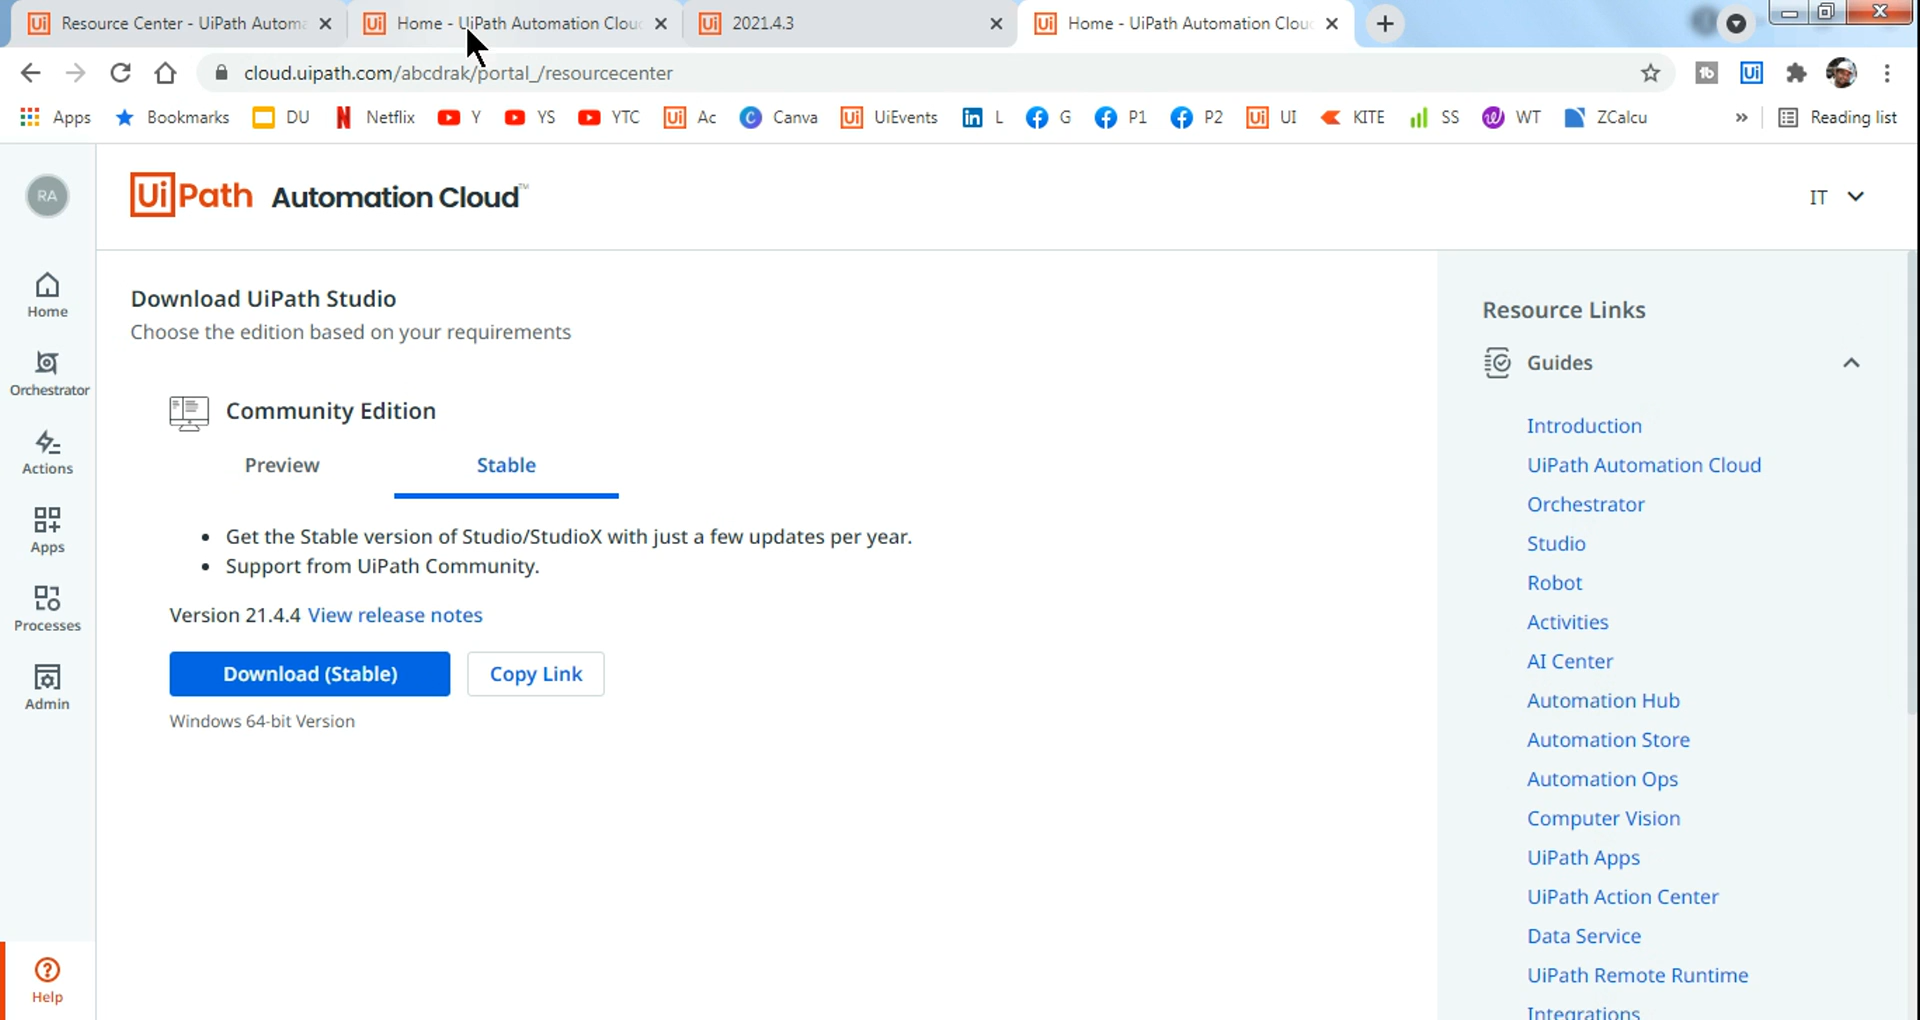 Resource Center - UiPath Automa
Home - UiPath Automation Clou
2021.4.3
Home - UiPath Automation Clou
cloud.uipath.com/abcdrak/portal_/resourcecenter
Apps Bookmarks DU Netflix Y YS YTC Ac Canva UiEvents L G P1 P2 UI KITE SS WT ZCalcu » Reading list
RA
Home
Orchestrator
Actions
Apps
Processes
Admin
Help
UiPath Automation Cloud™
IT
Download UiPath Studio
Choose the edition based on your requirements
Community Edition
Preview Stable
• Get the Stable version of Studio/StudioX with just a few updates per year.
• Support from UiPath Community.
Version 21.4.4 View release notes
Download (Stable) Copy Link
Windows 64-bit Version
Resource Links
Guides
Introduction
UiPath Automation Cloud
Orchestrator
Studio
Robot
Activities
AI Center
Automation Hub
Automation Store
Automation Ops
Computer Vision
UiPath Apps
UiPath Action Center
Data Service
UiPath Remote Runtime
Integrations